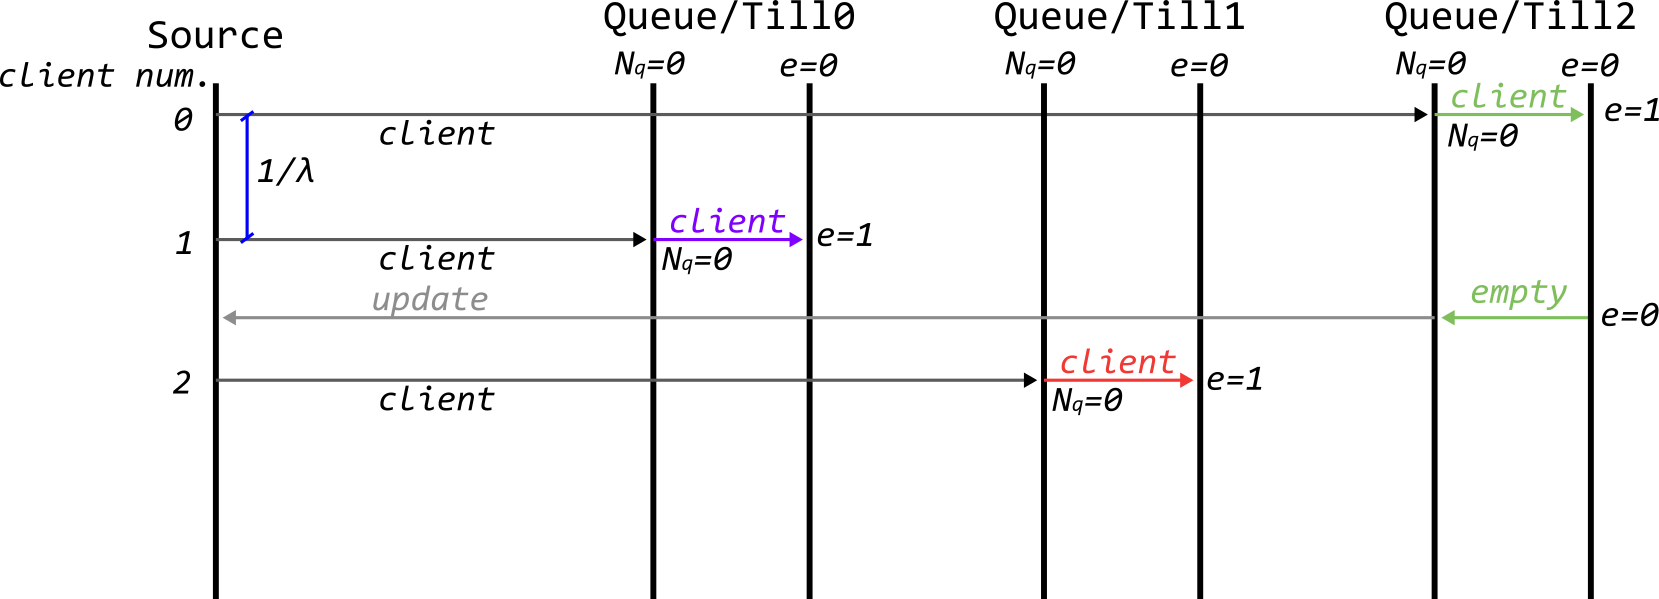 Source
Queue/Till0
Queue/Till1
Queue/Till2
client num.
Nq=0
e=0
Nq=0
e=0
Nq=0
e=0
0
client
client
Nq=0
e=1
1/λ
1
client
client
Nq=0
e=1
update
empty
e=0
2
client
client
Nq=0
e=1